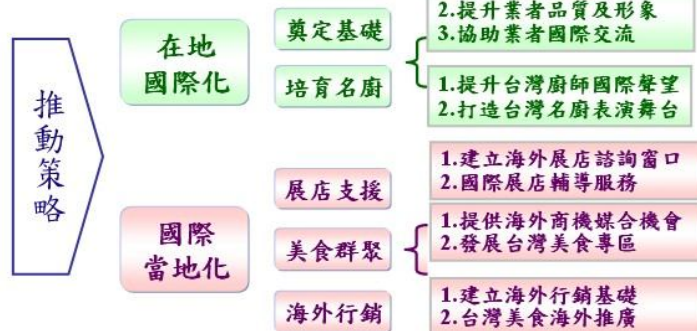 推動策略
在地
國際化
奠定基礎
2.提升業者品質及形象
3.協助業者國際交流
培育名廚
1.提升台灣廚師國際聲望
2.打造台灣名廚表演舞台
國際
當地化
展店支援
1.建立海外展店諮詢窗口
2.國際展店輔導服務
美食群聚
1.提供海外商機媒合機會
2.發展台灣美食專區
海外行銷
1.建立海外行銷基礎
2.台灣美食海外推廣